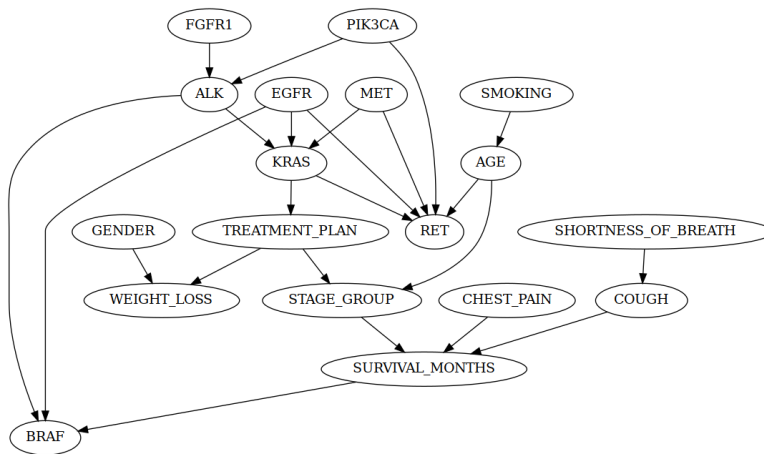 FGFR1 PIK3CA
ALK EGFR MET SMOKING
KRAS AGE
GENDER TREATMENT_PLAN RET SHORTNESS_OF_BREATH
WEIGHT_LOSS STAGE_GROUP CHEST_PAIN COUGH
SURVIVAL_MONTHS
BRAF